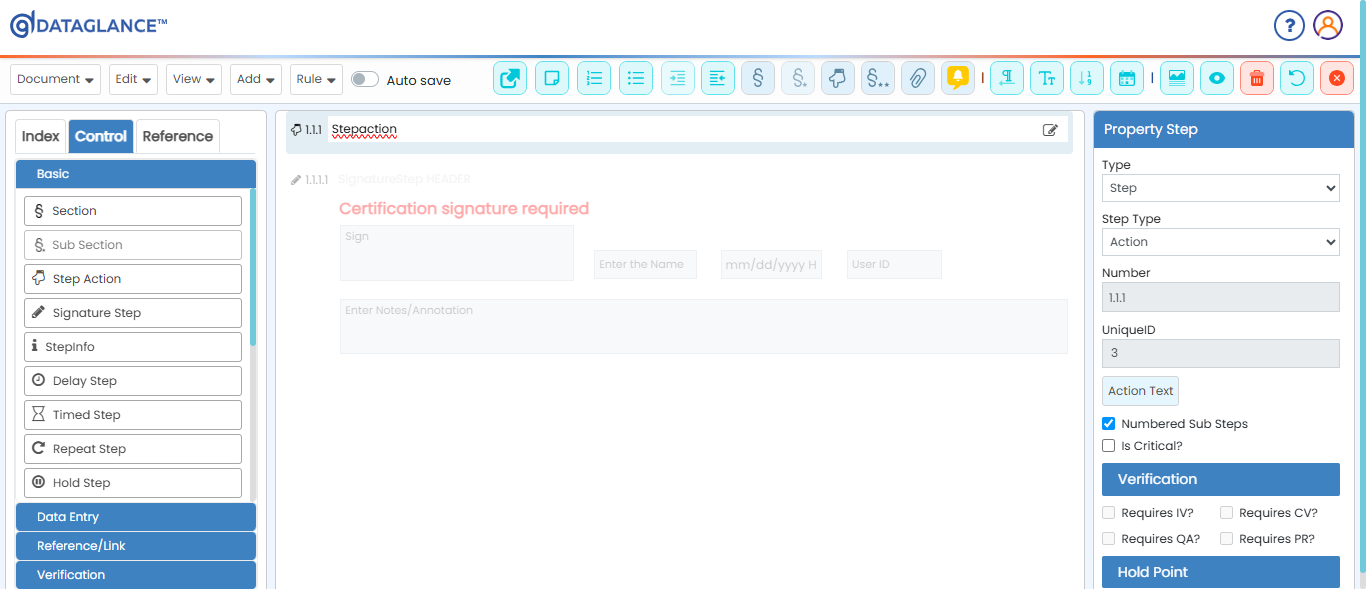 DATAGLANCE™
?
Document Edit View Add Rule Auto save
Index Control Reference
Basic
§ Section
§. Sub Section
Step Action
Signature Step
i StepInfo
Delay Step
Timed Step
Repeat Step
Hold Step
Data Entry
Reference/Link
Verification
1.1.1 Stepaction
1.1.1.1 SignatureStep HEADER
Certification signature required
Sign
Enter the Name mm/dd/yyyy H User ID
Enter Notes/Annotation
Property Step
Type
Step
Step Type
Action
Number
1.1.1
UniqueID
3
Action Text
Numbered Sub Steps
Is Critical?
Verification
Requires IV? Requires CV?
Requires QA? Requires PR?
Hold Point